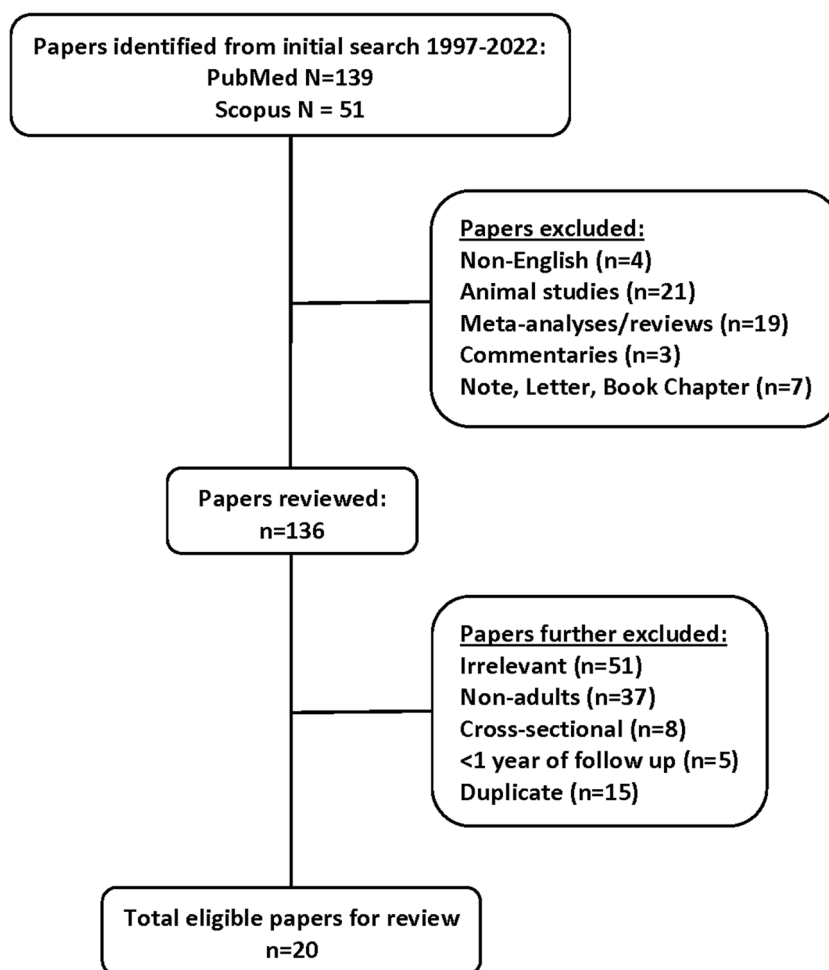 Papers identified from initial search 1997-2022:
PubMed N=139
Scopus N = 51
Papers excluded:
Non-English (n=4)
Animal studies (n=21)
Meta-analyses/reviews (n=19)
Commentaries (n=3)
Note, Letter, Book Chapter (n=7)
Papers reviewed:
n=136
Papers further excluded:
Irrelevant (n=51)
Non-adults (n=37)
Cross-sectional (n=8)
<1 year of follow up (n=5)
Duplicate (n=15)
Total eligible papers for review
n=20